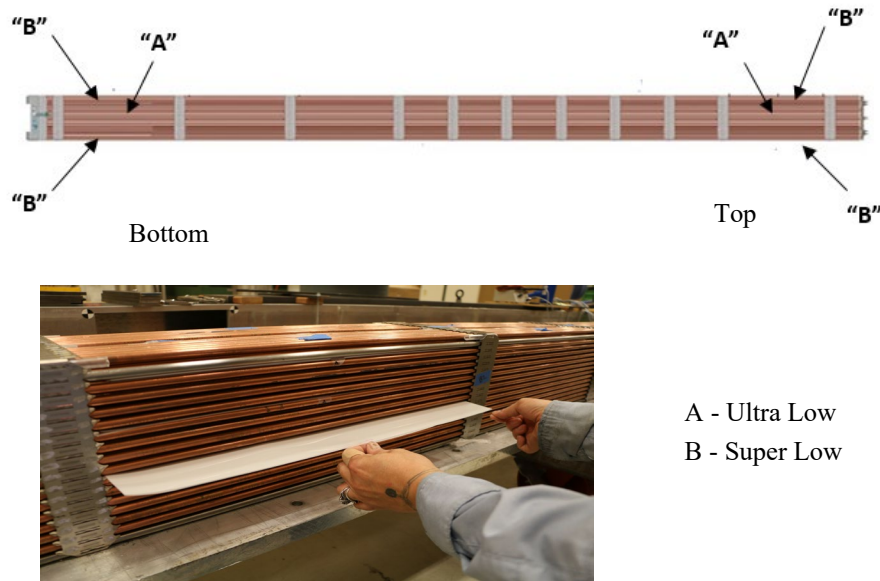 “B”
“A”
“B”
“A”
“B”
“B”
Bottom
Top
A - Ultra Low
B - Super Low